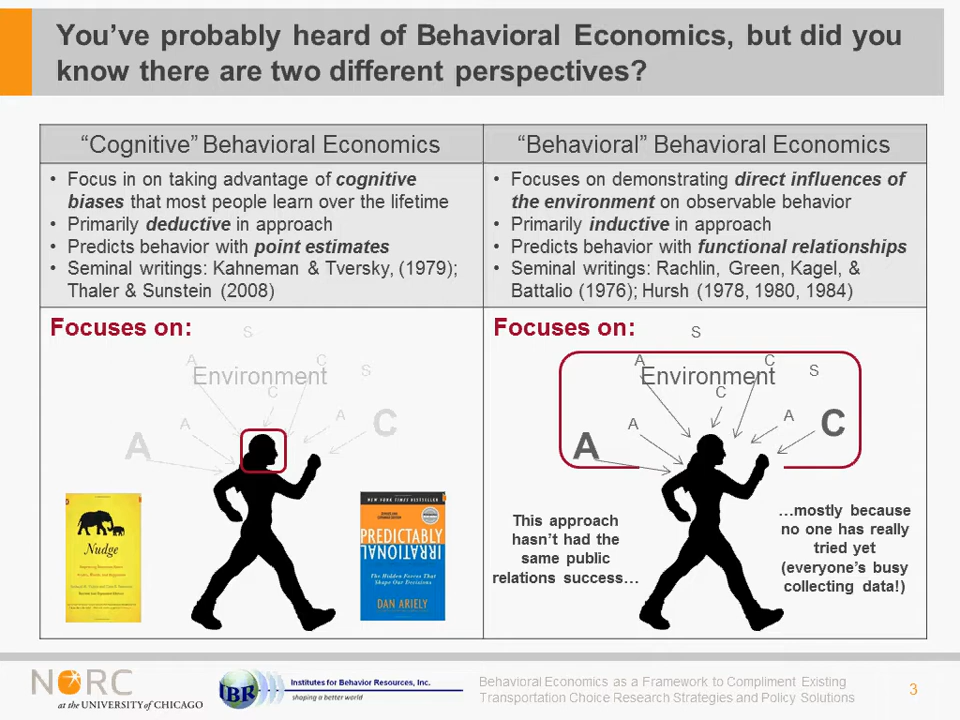 You've probably heard of Behavioral Economics, but did you
know there are two different perspectives?
“Cognitive” Behavioral Economics
• Focus in on taking advantage of cognitive
biases that most people learn over the lifetime
• Primarily deductive in approach
• Predicts behavior with point estimates
• Seminal writings: Kahneman & Tversky, (1979);
Thaler & Sunstein (2008)
“Behavioral” Behavioral Economics
• Focuses on demonstrating direct influences of
the environment on observable behavior
• Primarily inductive in approach
• Predicts behavior with functional relationships
• Seminal writings: Rachlin, Green, Kagel, &
Battalio (1976); Hursh (1978, 1980, 1984)
Focuses on:
S
A
C
Environment
S
C
A
A
C
A
Nudge
NEW YORK TIMES BESTSELLER
PREDICTABLY
IRRATIONAL
The Hidden Forces That
Shape Our Decisions
DAN ARIELY
Focuses on:
S
A
C
Environment
S
C
A
A
C
A
This approach
hasn't had the
same public
relations success…
…mostly because
no one has really
tried yet
(everyone's busy
collecting data!)
NORC
at the UNIVERSITY of CHICAGO
IBR
Institutes for Behavior Resources, Inc.
shaping a better world
Behavioral Economics as a Framework to Compliment Existing
Transportation Choice Research Strategies and Policy Solutions
3